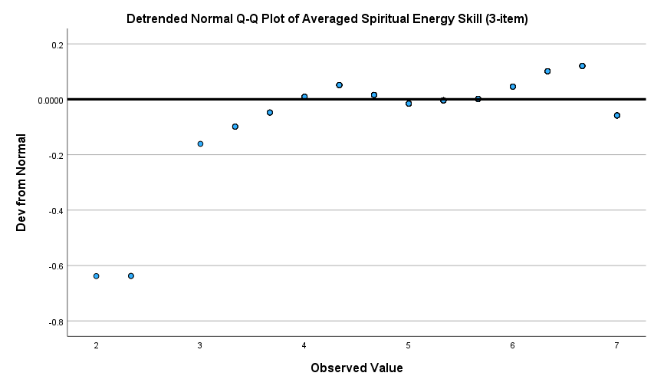 Detrended Normal Q-Q Plot of Averaged Spiritual Energy Skill (3-item)
0.2
0.0000
-0.2
-0.4
-0.6
-0.8
Dev from Normal
2 3 4 5 6 7
Observed Value